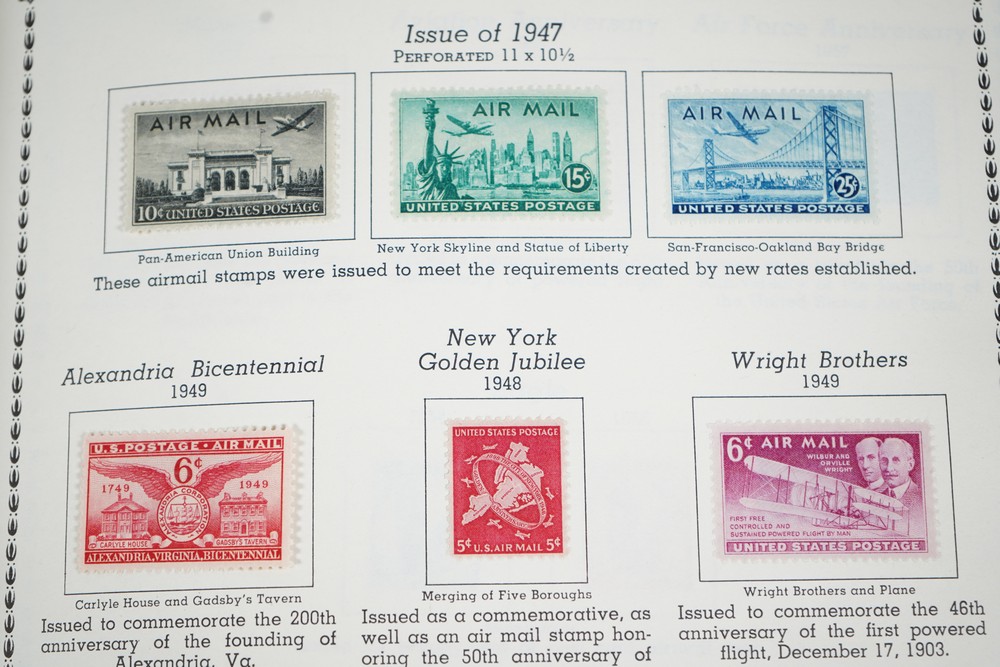 Issue of 1947
PERFORATED 11 x 10½
AIR MAIL
10¢ UNITED STATES POSTAGE
AIR MAIL
15¢
UNITED STATES POSTAGE
AIR MAIL
25¢
UNITED STATES POSTAGE
Pan-American Union Building
New York Skyline and Statue of Liberty
San-Francisco-Oakland Bay Bridge
These airmail stamps were issued to meet the requirements created by new rates established.
Alexandria Bicentennial
1949
New York
Golden Jubilee
1948
Wright Brothers
1949
U.S. POSTAGE • AIR MAIL
6¢
1749 1949
ALEXANDRIA CORPORATION
CARLYLE HOUSE GADSBY'S TAVERN
ALEXANDRIA, VIRGINIA, BICENTENNIAL
UNITED STATES POSTAGE
5¢ U.S. AIR MAIL 5¢
6¢ AIR MAIL
WILBUR AND
ORVILLE
WRIGHT
FIRST FREE
CONTROLLED AND
SUSTAINED POWERED FLIGHT BY MAN
UNITED STATES POSTAGE
Carlyle House and Gadsby's Tavern
Issued to commemorate the 200th
anniversary of the founding of
Alexandria, Va.
Merging of Five Boroughs
Issued as a commemorative, as
well as an air mail stamp hon-
oring the 50th anniversary of
Wright Brothers and Plane
Issued to commemorate the 46th
anniversary of the first powered
flight, December 17, 1903.